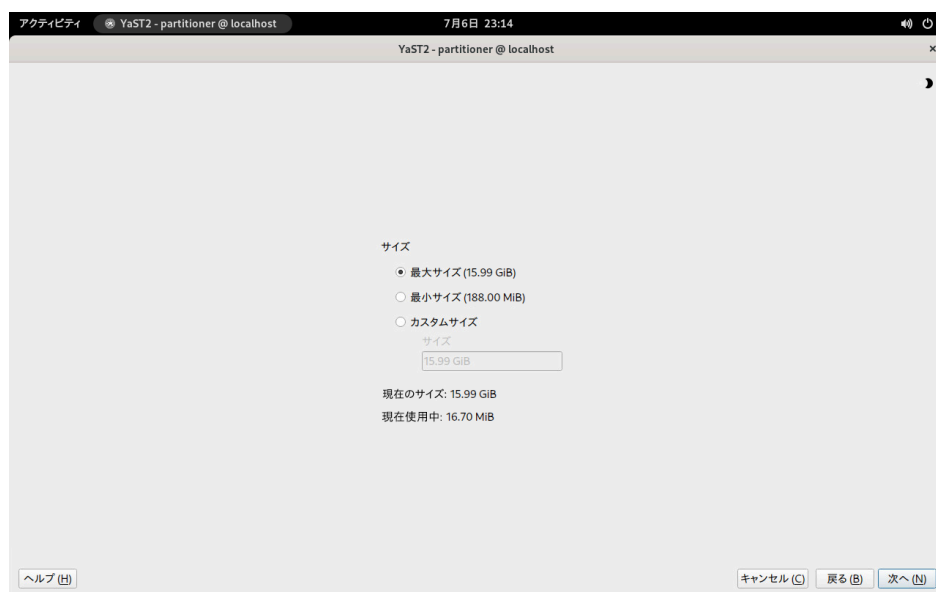 アクティビティ YaST2 - partitioner @ localhost 7月6日 23:14
YaST2 - partitioner @ localhost
サイズ
最大サイズ (15.99 GiB)
最小サイズ (188.00 MiB)
カスタムサイズ
サイズ
15.99 GiB
現在のサイズ: 15.99 GiB
現在使用中: 16.70 MiB
ヘルプ (H) キャンセル (C) 戻る (B) 次へ (N)